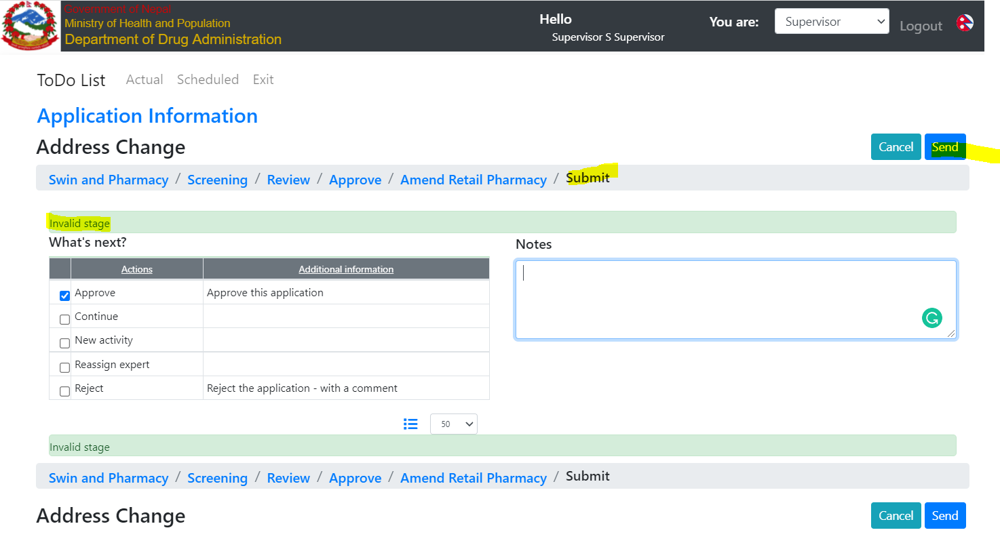 Government of Nepal
Ministry of Health and Population
Department of Drug Administration
Hello
Supervisor S Supervisor
You are:
Supervisor
Logout
ToDo List Actual Scheduled Exit
Application Information
Address Change
Cancel Send
Swin and Pharmacy / Screening / Review / Approve / Amend Retail Pharmacy / Submit
Invalid stage
What's next?
Actions Additional information
Approve Approve this application
Continue
New activity
Reassign expert
Reject Reject the application - with a comment
50
Notes
Invalid stage
Swin and Pharmacy / Screening / Review / Approve / Amend Retail Pharmacy / Submit
Address Change
Cancel Send